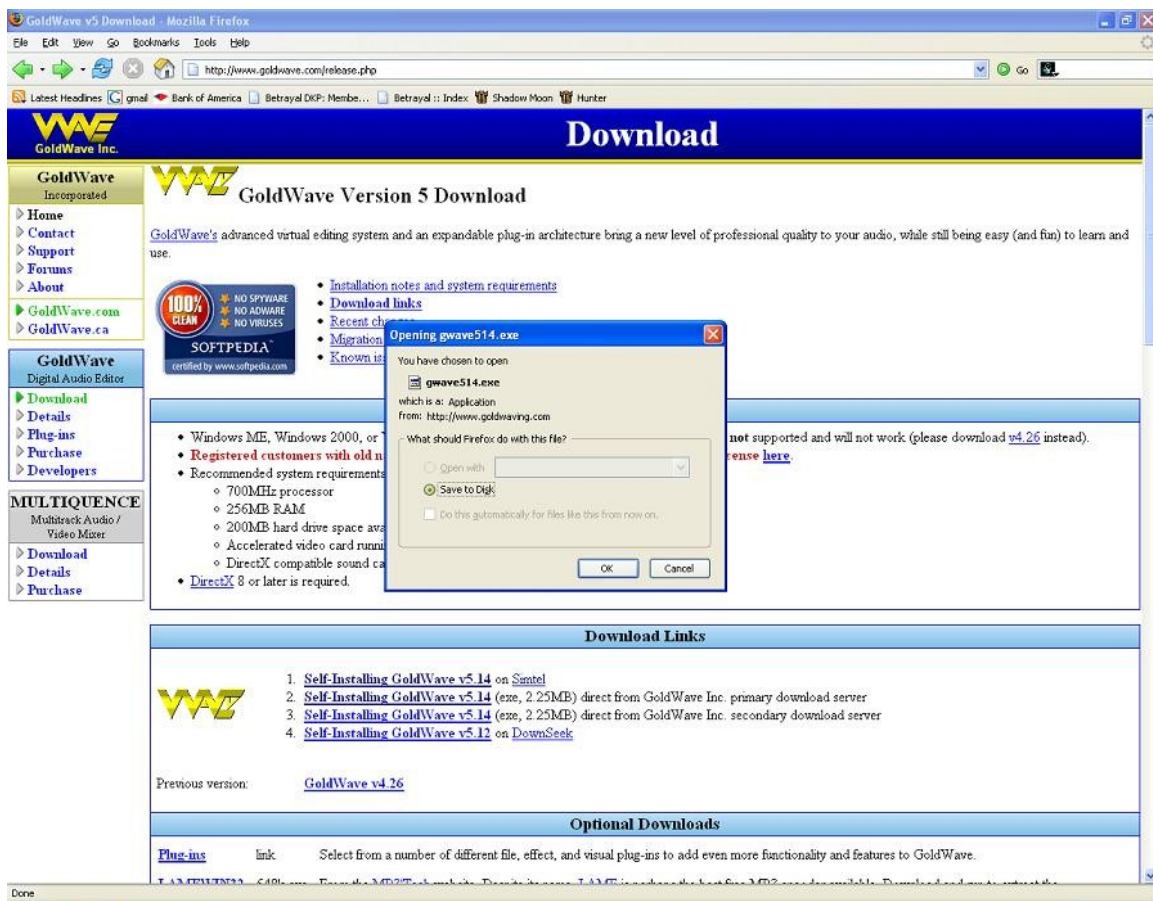 GoldWave v5 Download - Mozilla Firefox
File Edit View Go Bookmarks Tools Help
http://www.goldwave.com/release.php
Go
Latest Headlines gmail Bank of America Betrayal DKP: Membe... Betrayal :: Index Shadow Moon Hunter
GoldWave Inc.
Download
GoldWave
Incorporated
Home
Contact
Support
Forums
About
GoldWave.com
GoldWave.ca
GoldWave
Digital Audio Editor
Download
Details
Plug-ins
Purchase
Developers
MULTIQUENCE
Multitrack Audio /
Video Mixer
Download
Details
Purchase
GoldWave Version 5 Download
GoldWave's advanced virtual editing system and an expandable plug-in architecture bring a new level of professional quality to your audio, while still being easy (and fun) to learn and
use.
100%
CLEAN
NO SPYWARE
NO ADWARE
NO VIRUSES
SOFTPEDIA
certified by www.softpedia.com
Installation notes and system requirements
Download links
Recent ch
Migration
Known is
Opening gwave514.exe
You have chosen to open
gwave514.exe
which is a: Application
from: http://www.goldwaving.com
What should Firefox do with this file?
Open with
Save to Disk
Do this automatically for files like this from now on.
OK Cancel
Windows ME, Windows 2000, or not supported and will not work (please download v4.26 instead).
Registered customers with old n ense here.
Recommended system requirements
700MHz processor
256MB RAM
200MB hard drive space ava
Accelerated video card runni
DirectX compatible sound ca
DirectX 8 or later is required.
Download Links
1. Self-Installing GoldWave v5.14 on Simtel
2. Self-Installing GoldWave v5.14 (exe, 2.25MB) direct from GoldWave Inc. primary download server
3. Self-Installing GoldWave v5.14 (exe, 2.25MB) direct from GoldWave Inc. secondary download server
4. Self-Installing GoldWave v5.12 on DownSeek
Previous version: GoldWave v4.26
Optional Downloads
Plug-ins link Select from a number of different file, effect, and visual plug-ins to add even more functionality and features to GoldWave.
Done